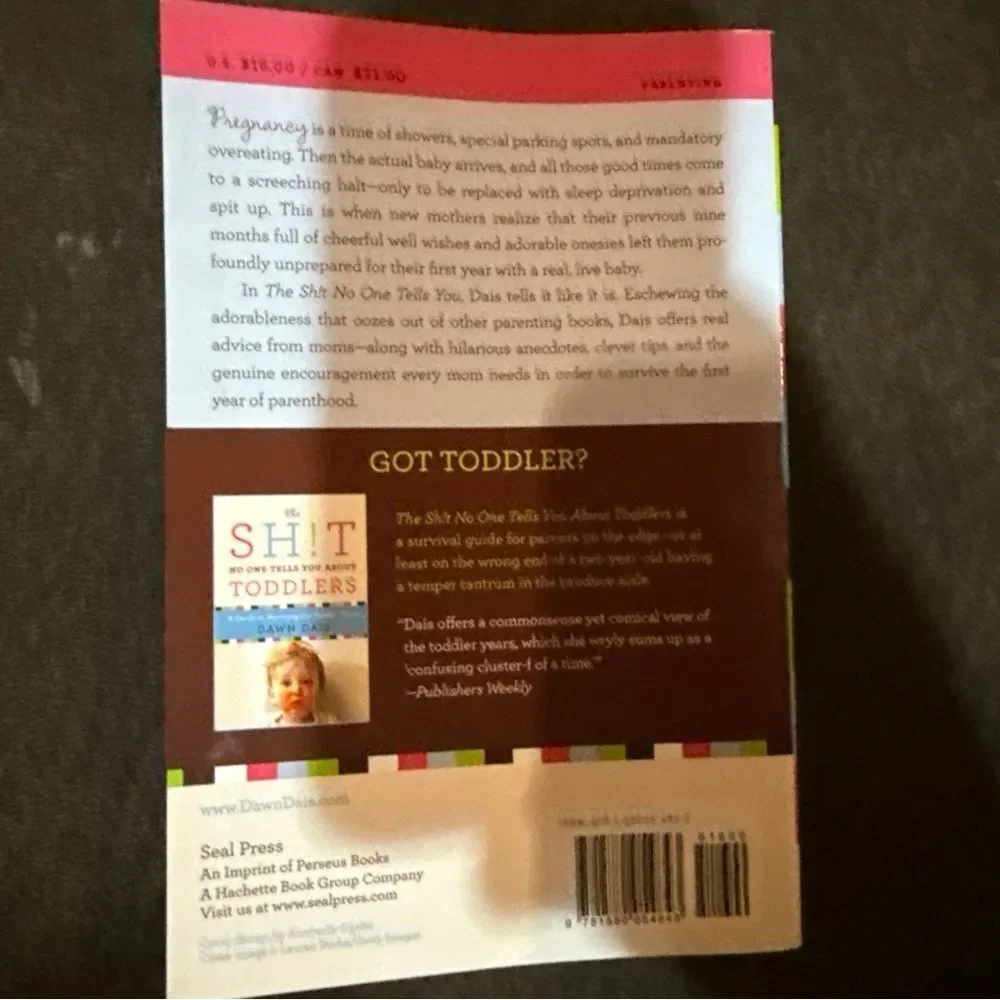 U.S. $16.00 / CAN $21.00
PARENTING
Pregnancy is a time of showers, special parking spots, and mandatory
overeating. Then the actual baby arrives, and all those good times come
to a screeching halt—only to be replaced with sleep deprivation and
spit up. This is when new mothers realize that their previous nine
months full of cheerful well wishes and adorable onesies left them pro-
foundly unprepared for their first year with a real, live baby.
In The Sh!t No One Tells You, Dais tells it like it is. Eschewing the
adorableness that oozes out of other parenting books, Dais offers real
advice from moms—along with hilarious anecdotes, clever tips, and the
genuine encouragement every mom needs in order to survive the first
year of parenthood.
GOT TODDLER?
The
SH!T
NO ONE TELLS YOU ABOUT
TODDLERS
DAWN DAIS
The Sh!t No One Tells You About Toddlers is
a survival guide for parents on the edge—or at
least on the wrong end of a two-year-old having
a temper tantrum in the produce aisle.
"Dais offers a commonsense yet comical view of
the toddler years, which she wryly sums up as a
'confusing cluster-f of a time.'"
—Publishers Weekly
www.DawnDais.com
Seal Press
An Imprint of Perseus Books
A Hachette Book Group Company
Visit us at www.sealpress.com